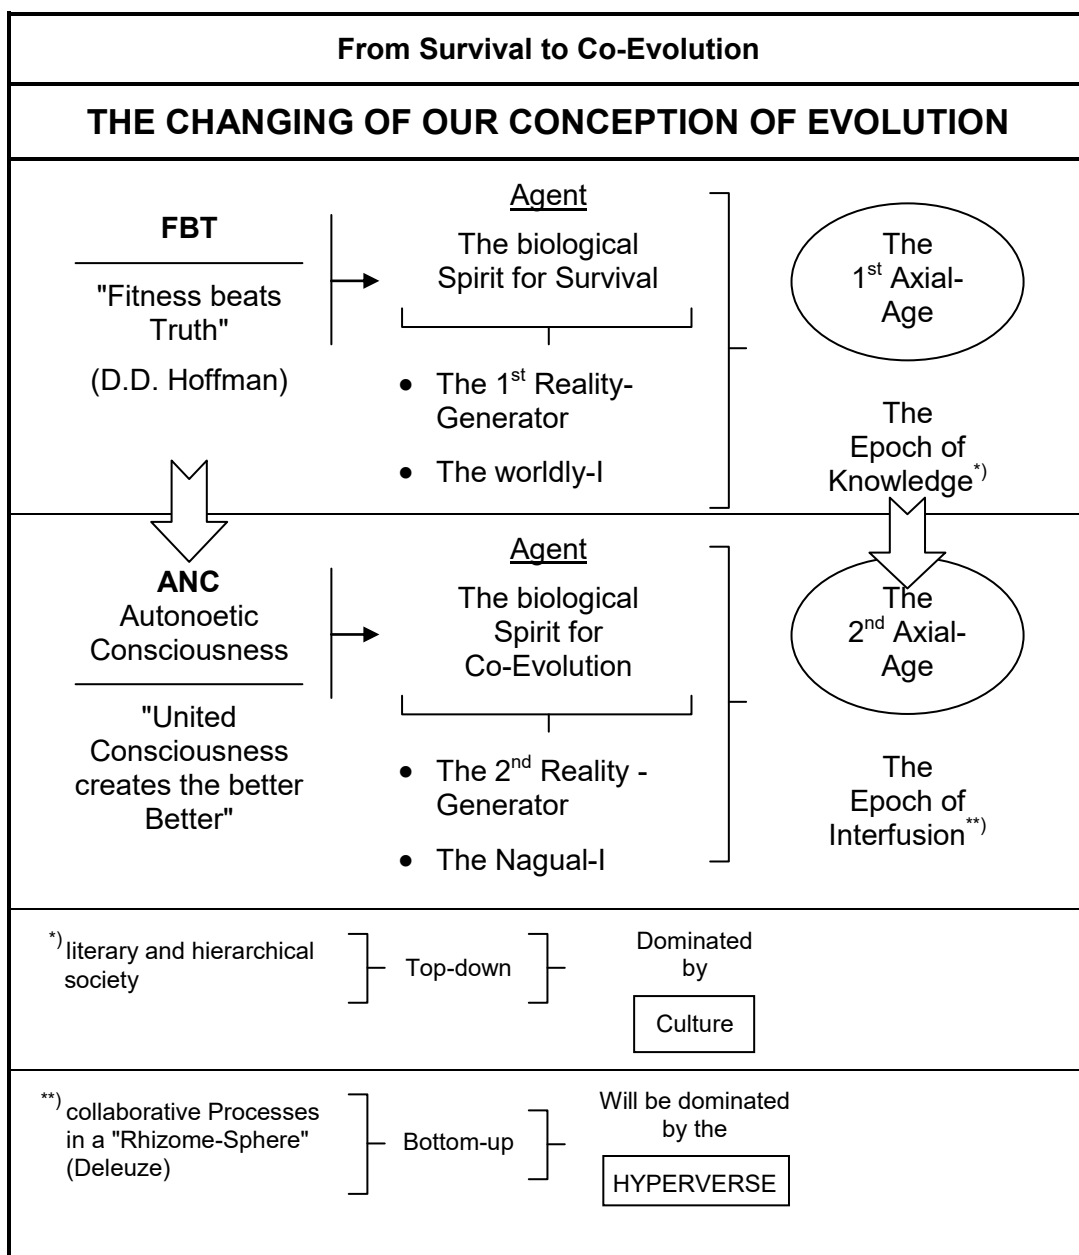 From Survival to Co-Evolution
THE CHANGING OF OUR CONCEPTION OF EVOLUTION
FBT
"Fitness beats
Truth"
(D.D. Hoffman)
Agent
The biological
Spirit for Survival
• The 1st Reality-
Generator
• The worldly-I
The
1st Axial-
Age
The
Epoch of
Knowledge*)
ANC
Autonoetic
Consciousness
"United
Consciousness
creates the better
Better"
Agent
The biological
Spirit for
Co-Evolution
• The 2nd Reality -
Generator
• The Nagual-I
The
2nd Axial-
Age
The
Epoch of
Interfusion**)
*) literary and hierarchical
society
Top-down
Dominated
by
Culture
**) collaborative Processes
in a "Rhizome-Sphere"
(Deleuze)
Bottom-up
Will be dominated
by the
HYPERVERSE